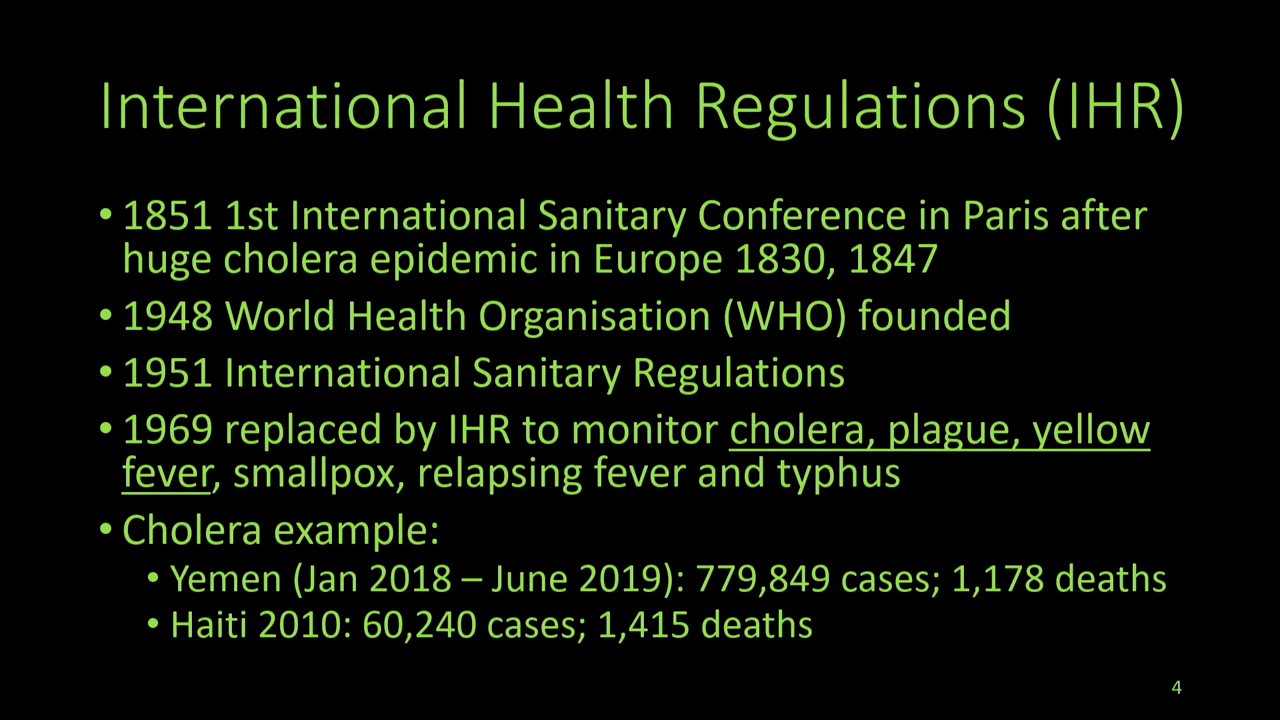 International Health Regulations (IHR)
• 1851 1st International Sanitary Conference in Paris after
huge cholera epidemic in Europe 1830, 1847
• 1948 World Health Organisation (WHO) founded
• 1951 International Sanitary Regulations
• 1969 replaced by IHR to monitor cholera, plague, yellow
fever, smallpox, relapsing fever and typhus
• Cholera example:
• Yemen (Jan 2018 – June 2019): 779,849 cases; 1,178 deaths
• Haiti 2010: 60,240 cases; 1,415 deaths
4